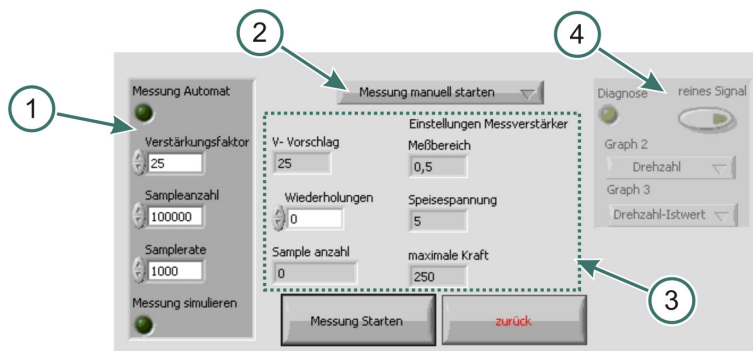 1
2
3
4
Messung Automat
Verstärkungsfaktor
25
Sampleanzahl
100000
Samplerate
1000
Messung simulieren
Messung manuell starten
Einstellungen Messverstärker
V- Vorschlag
25
Meßbereich
0,5
Wiederholungen
0
Speisespannung
5
Sample anzahl
0
maximale Kraft
250
Messung Starten
zurück
Diagnose
reines Signal
Graph 2
Drehzahl
Graph 3
Drehzahl-Istwert